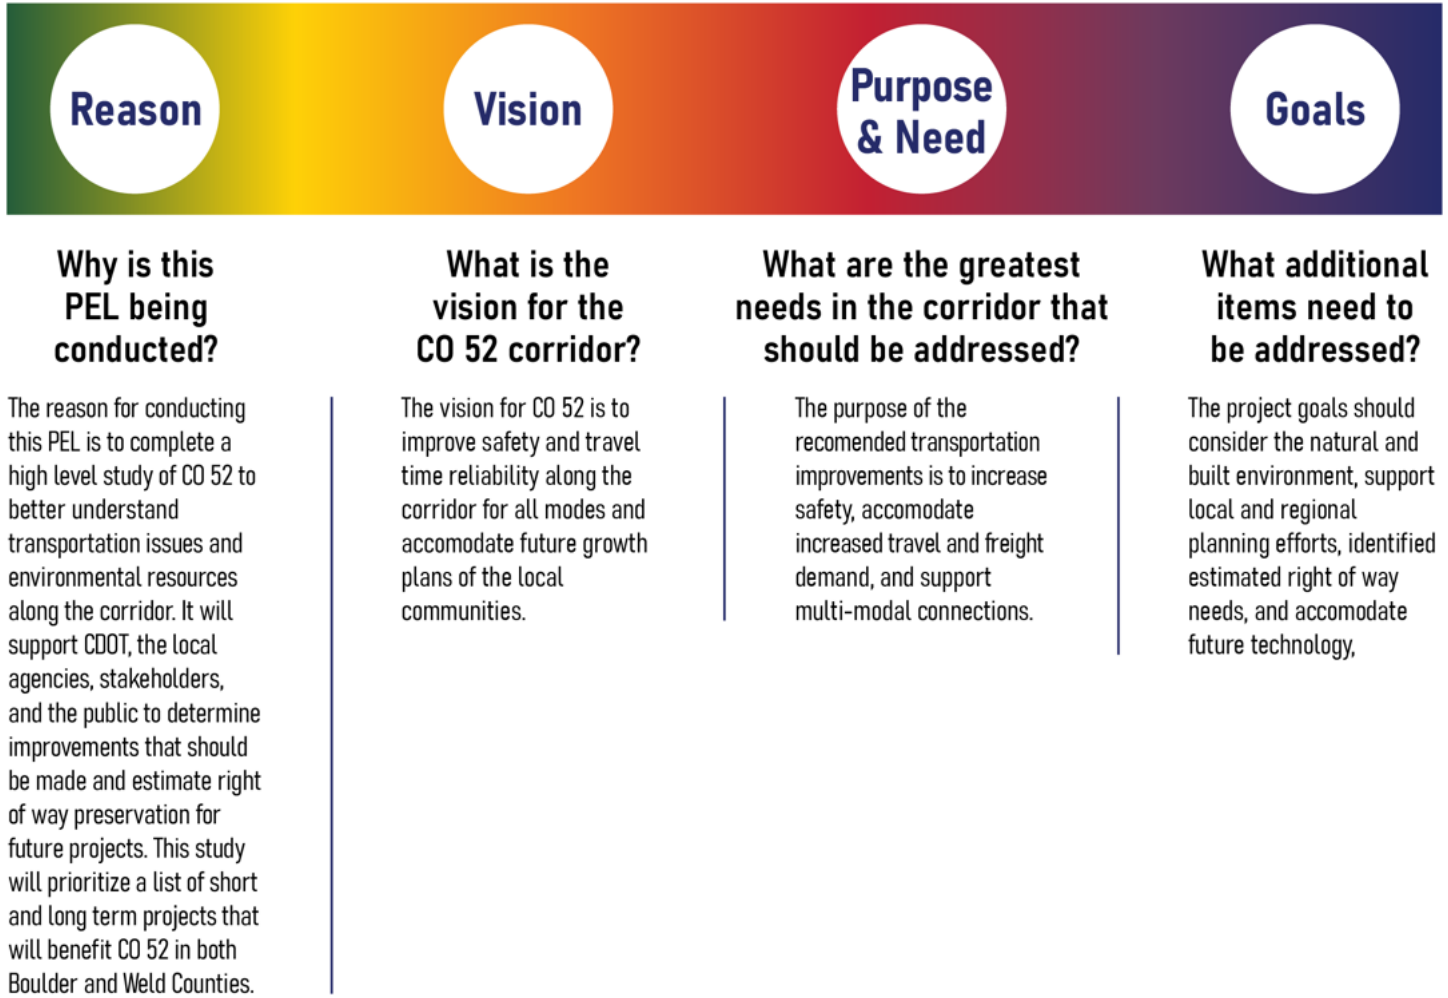 Reason
Vision
Purpose
& Need
Goals
Why is this
PEL being
conducted?
The reason for conducting
this PEL is to complete a
high level study of CO 52 to
better understand
transportation issues and
environmental resources
along the corridor. It will
support CDOT, the local
agencies, stakeholders,
and the public to determine
improvements that should
be made and estimate right
of way preservation for
future projects. This study
will prioritize a list of short
and long term projects that
will benefit CO 52 in both
Boulder and Weld Counties.
What is the
vision for the
CO 52 corridor?
The vision for CO 52 is to
improve safety and travel
time reliability along the
corridor for all modes and
accomodate future growth
plans of the local
communities.
What are the greatest
needs in the corridor that
should be addressed?
The purpose of the
recomended transportation
improvements is to increase
safety, accomodate
increased travel and freight
demand, and support
multi-modal connections.
What additional
items need to
be addressed?
The project goals should
consider the natural and
built environment, support
local and regional
planning efforts, identified
estimated right of way
needs, and accomodate
future technology,